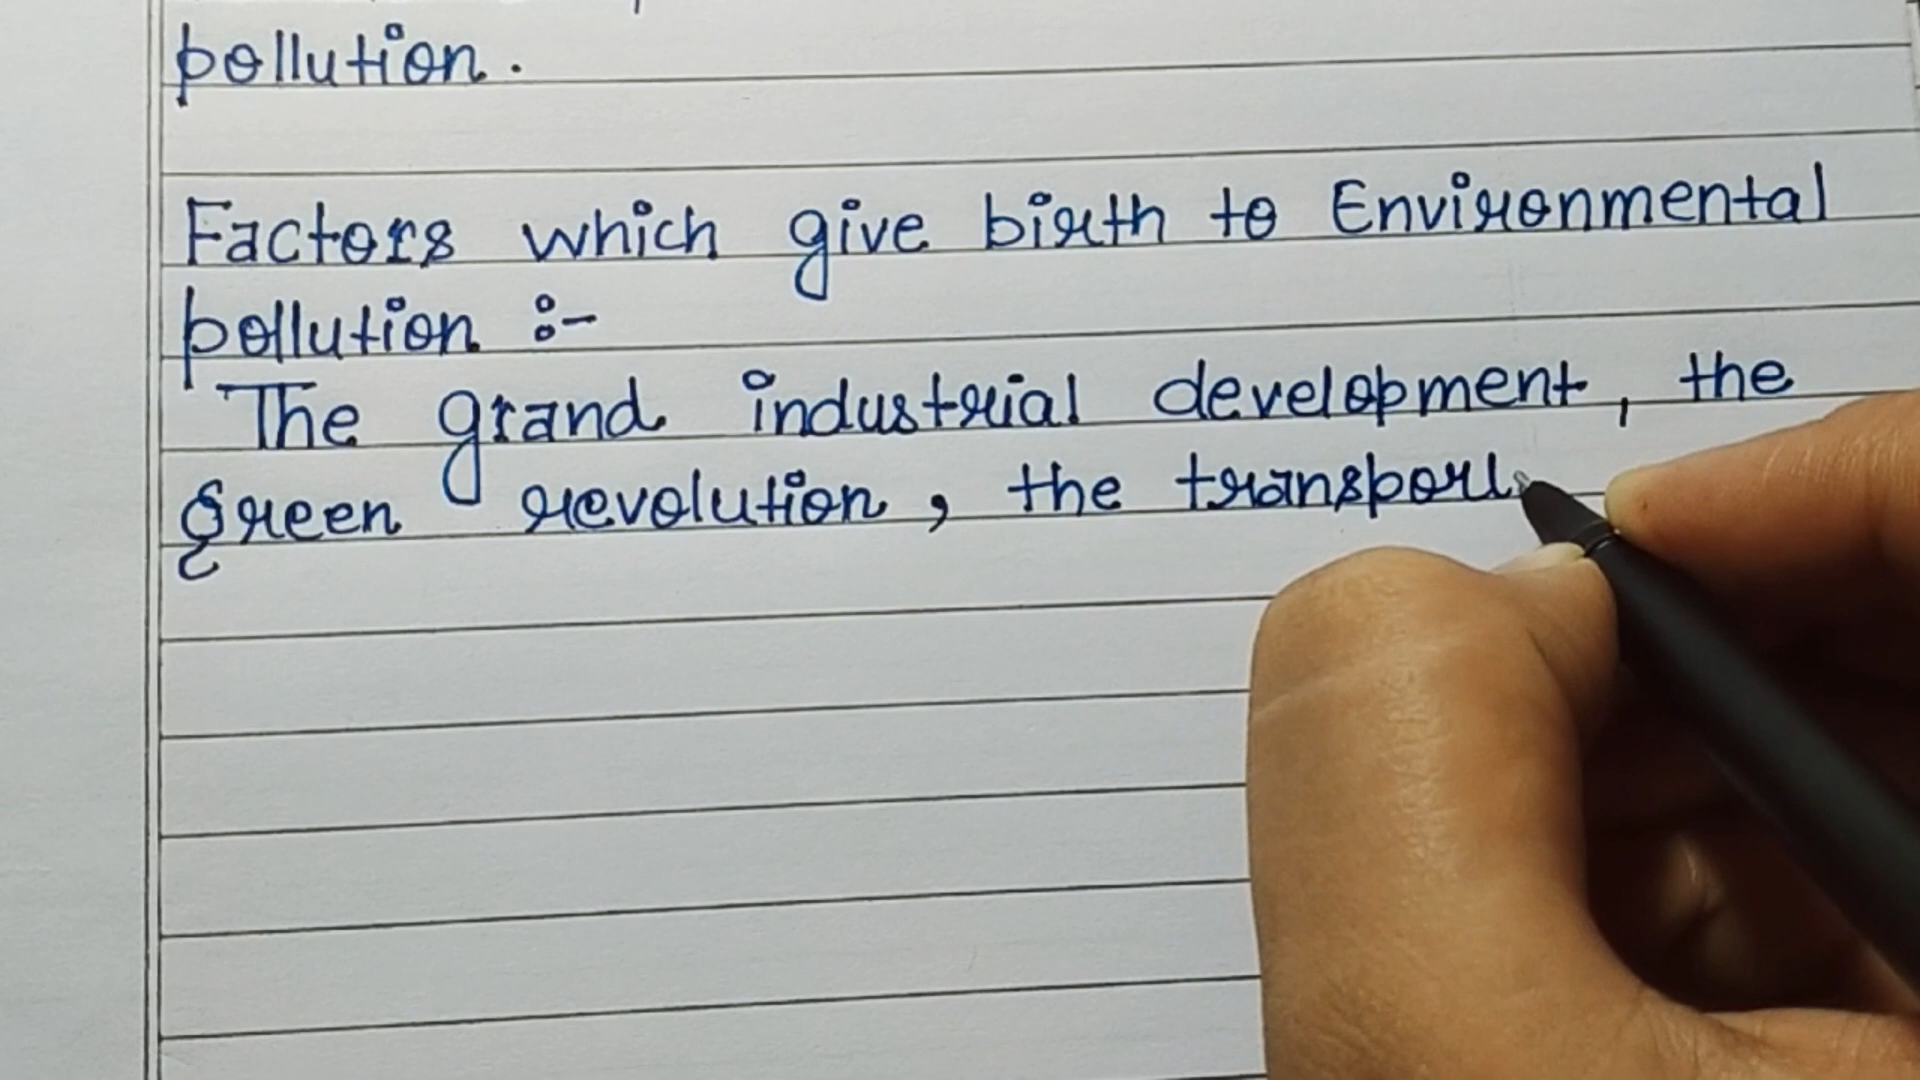 pollution.
Factors which give birth to Environmental
pollution :-
The grand industrial development, the
green revolution, the transport